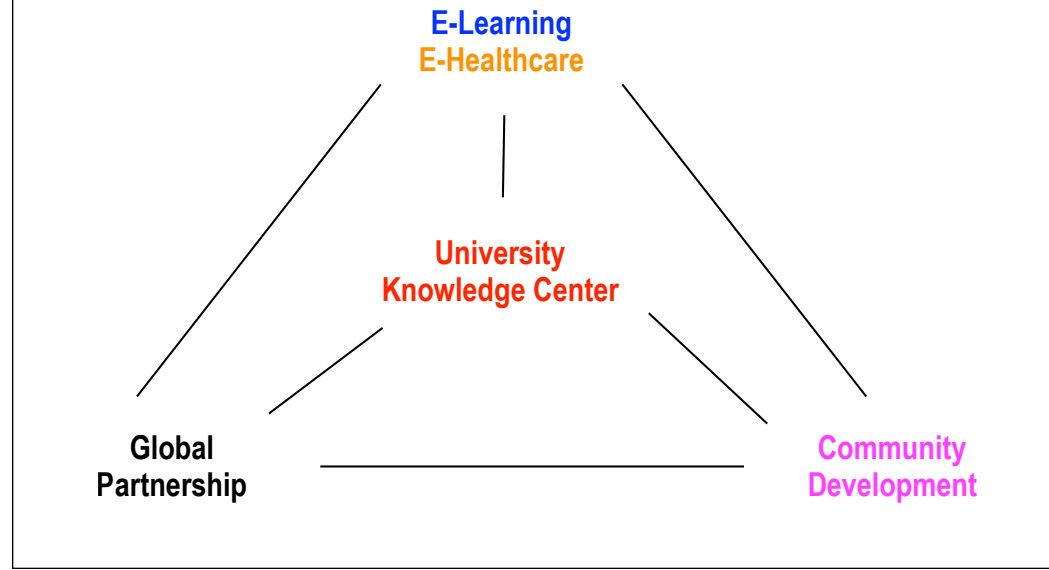 E-Learning
E-Healthcare
University
Knowledge Center
Global
Partnership
Community
Development